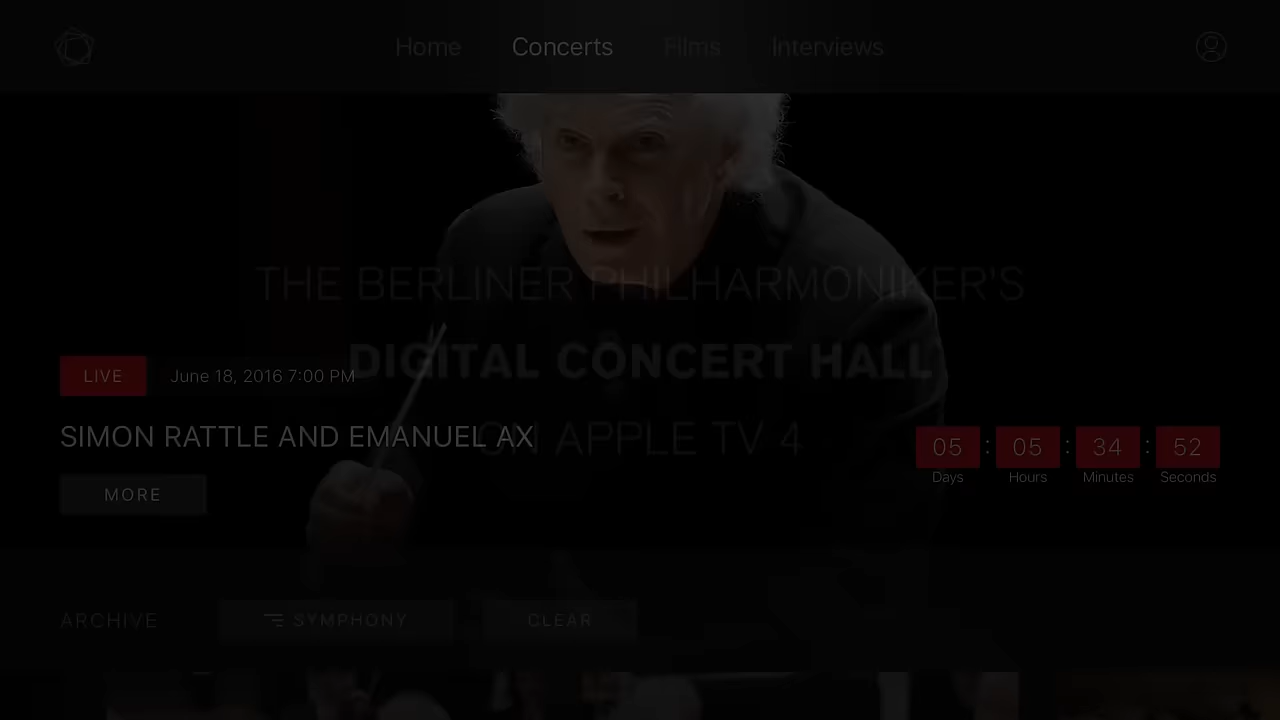 Home Concerts Films Interviews
THE BERLINER PHILHARMONIKER'S
DIGITAL CONCERT HALL
ON APPLE TV 4
LIVE June 18, 2016 7:00 PM
SIMON RATTLE AND EMANUEL AX
MORE
05 : 05 : 34 : 52
Days Hours Minutes Seconds
ARCHIVE SYMPHONY CLEAR